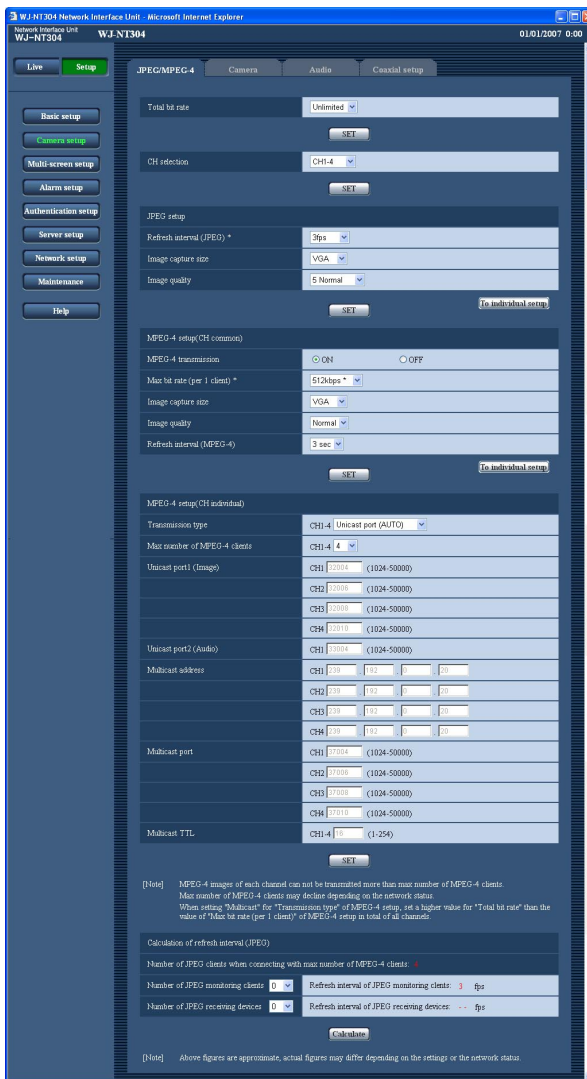 WJ-NT304 Network Interface Unit - Microsoft Internet Explorer
Network Interface Unit
WJ-NT304 WJ-NT304 01/01/2007 0:00
Live Setup
JPEG/MPEG-4 Camera Audio Coaxial setup
Basic setup
Camera setup
Multi-screen setup
Alarm setup
Authentication setup
Server setup
Network setup
Maintenance
Help
Total bit rate Unlimited
SET
CH selection CH1-4
SET
JPEG setup
Refresh interval (JPEG) * 3fps
Image capture size VGA
Image quality 5 Normal
To individual setup
SET
MPEG-4 setup(CH common)
MPEG-4 transmission ON OFF
Max bit rate (per 1 client) * 512kbps *
Image capture size VGA
Image quality Normal
Refresh interval (MPEG-4) 3 sec
To individual setup
SET
MPEG-4 setup(CH individual)
Transmission type CH1-4 Unicast port (AUTO)
Max number of MPEG-4 clients CH1-4 4
Unicast port1 (Image) CH1 32004 (1024-50000)
CH2 32006 (1024-50000)
CH3 32008 (1024-50000)
CH4 32010 (1024-50000)
Unicast port2 (Audio) CH1 33004 (1024-50000)
Multicast address CH1 239 . 192 . 0 . 20
CH2 239 . 192 . 0 . 20
CH3 239 . 192 . 0 . 20
CH4 239 . 192 . 0 . 20
Multicast port CH1 37004 (1024-50000)
CH2 37006 (1024-50000)
CH3 37008 (1024-50000)
CH4 37010 (1024-50000)
Multicast TTL CH1-4 16 (1-254)
SET
[Note] MPEG-4 images of each channel can not be transmitted more than max number of MPEG-4 clients.
Max number of MPEG-4 clients may decline depending on the network status.
When setting "Multicast" for "Transmission type" of MPEG-4 setup, set a higher value for "Total bit rate" than the
value of "Max bit rate (per 1 client)" of MPEG-4 setup in total of all channels.
Calculation of refresh interval (JPEG)
Number of JPEG clients when connecting with max number of MPEG-4 clients:
Number of JPEG monitoring clients 0 Refresh interval of JPEG monitoring clients: 3 fps
Number of JPEG receiving devices 0 Refresh interval of JPEG receiving devices: -- fps
Calculate
[Note] Above figures are approximate, actual figures may differ depending on the settings or the network status.